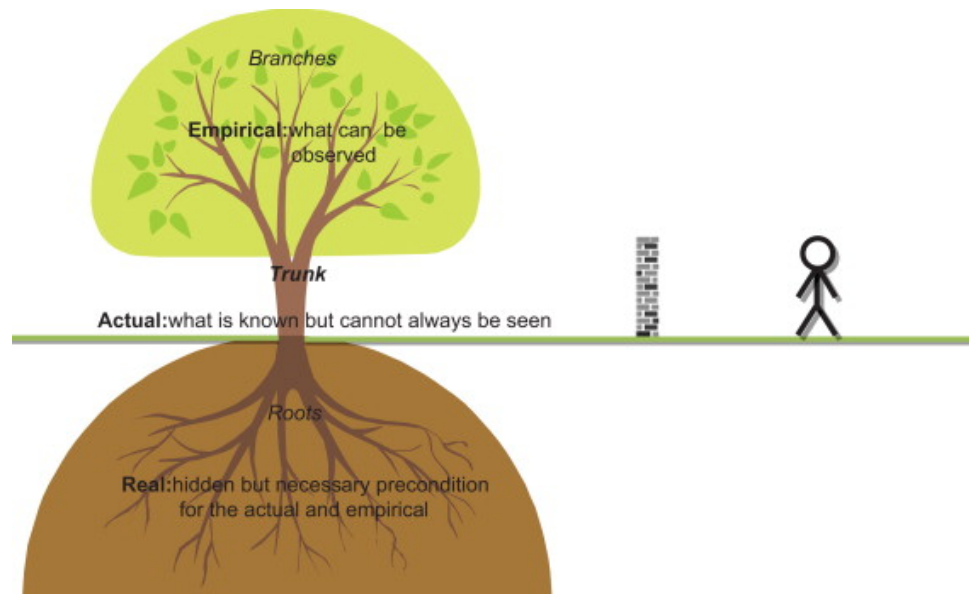 Branches
Empirical:what can be
observed
Trunk
Actual:what is known but cannot always be seen
Roots
Real:hidden but necessary precondition
for the actual and empirical